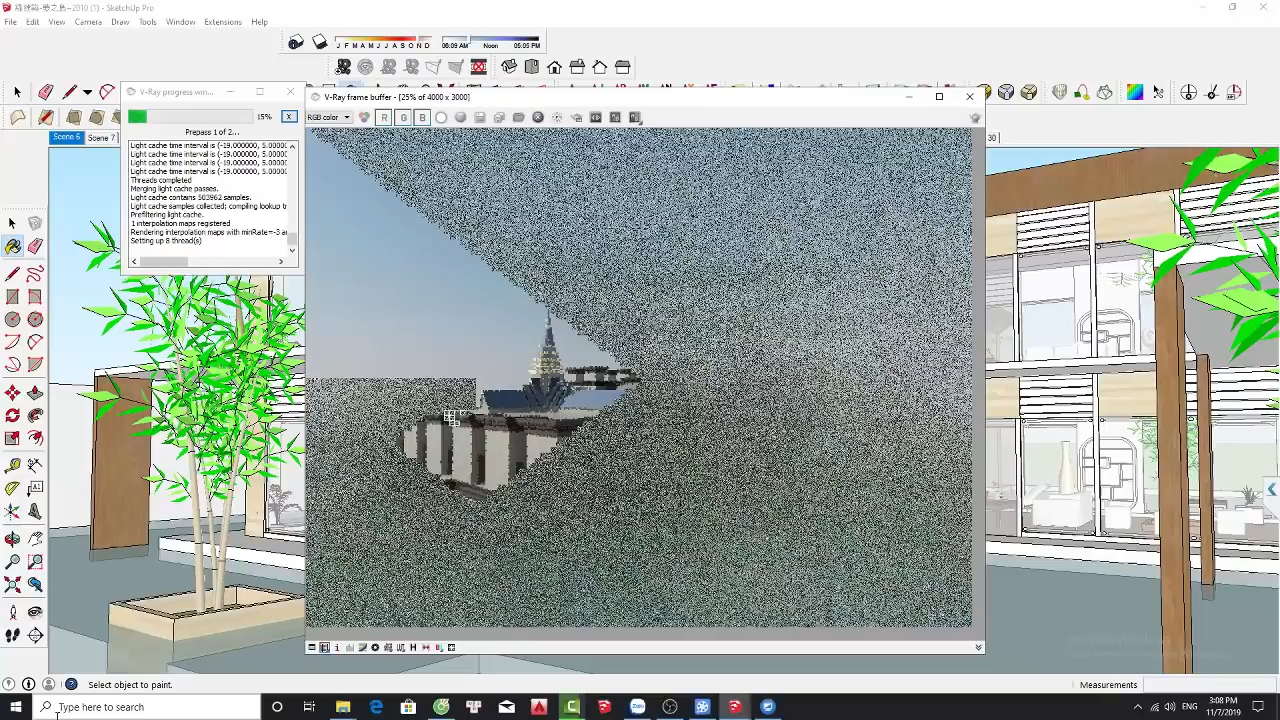 -2010 (1) - SketchUp Pro
File Edit View Camera Draw Tools Window Extensions Help
J F M A M J J A S O N D
06:09 AM Noon 05:05 PM
V-Ray progress win...
V-Ray frame buffer - [25% of 4000 x 3000]
15%
X
RGB color
R G B
Prepass 1 of 2...
Scene 6 Scene 7
30
Light cache time interval is (-19.000000, 5.00000
Light cache time interval is (-19.000000, 5.00000
Light cache time interval is (-19.000000, 5.00000
Light cache time interval is (-19.000000, 5.00000
Threads completed
Merging light cache passes.
Light cache contains 503962 samples.
Light cache samples collected; compiling lookup tr
Prefiltering light cache.
1 interpolation maps registered
Rendering interpolation maps with minRate=-3 a
Setting up 8 thread(s)
H
Select object to paint.
Measurements
Type here to search
Zalo
ENG
3:08 PM
11/7/2019